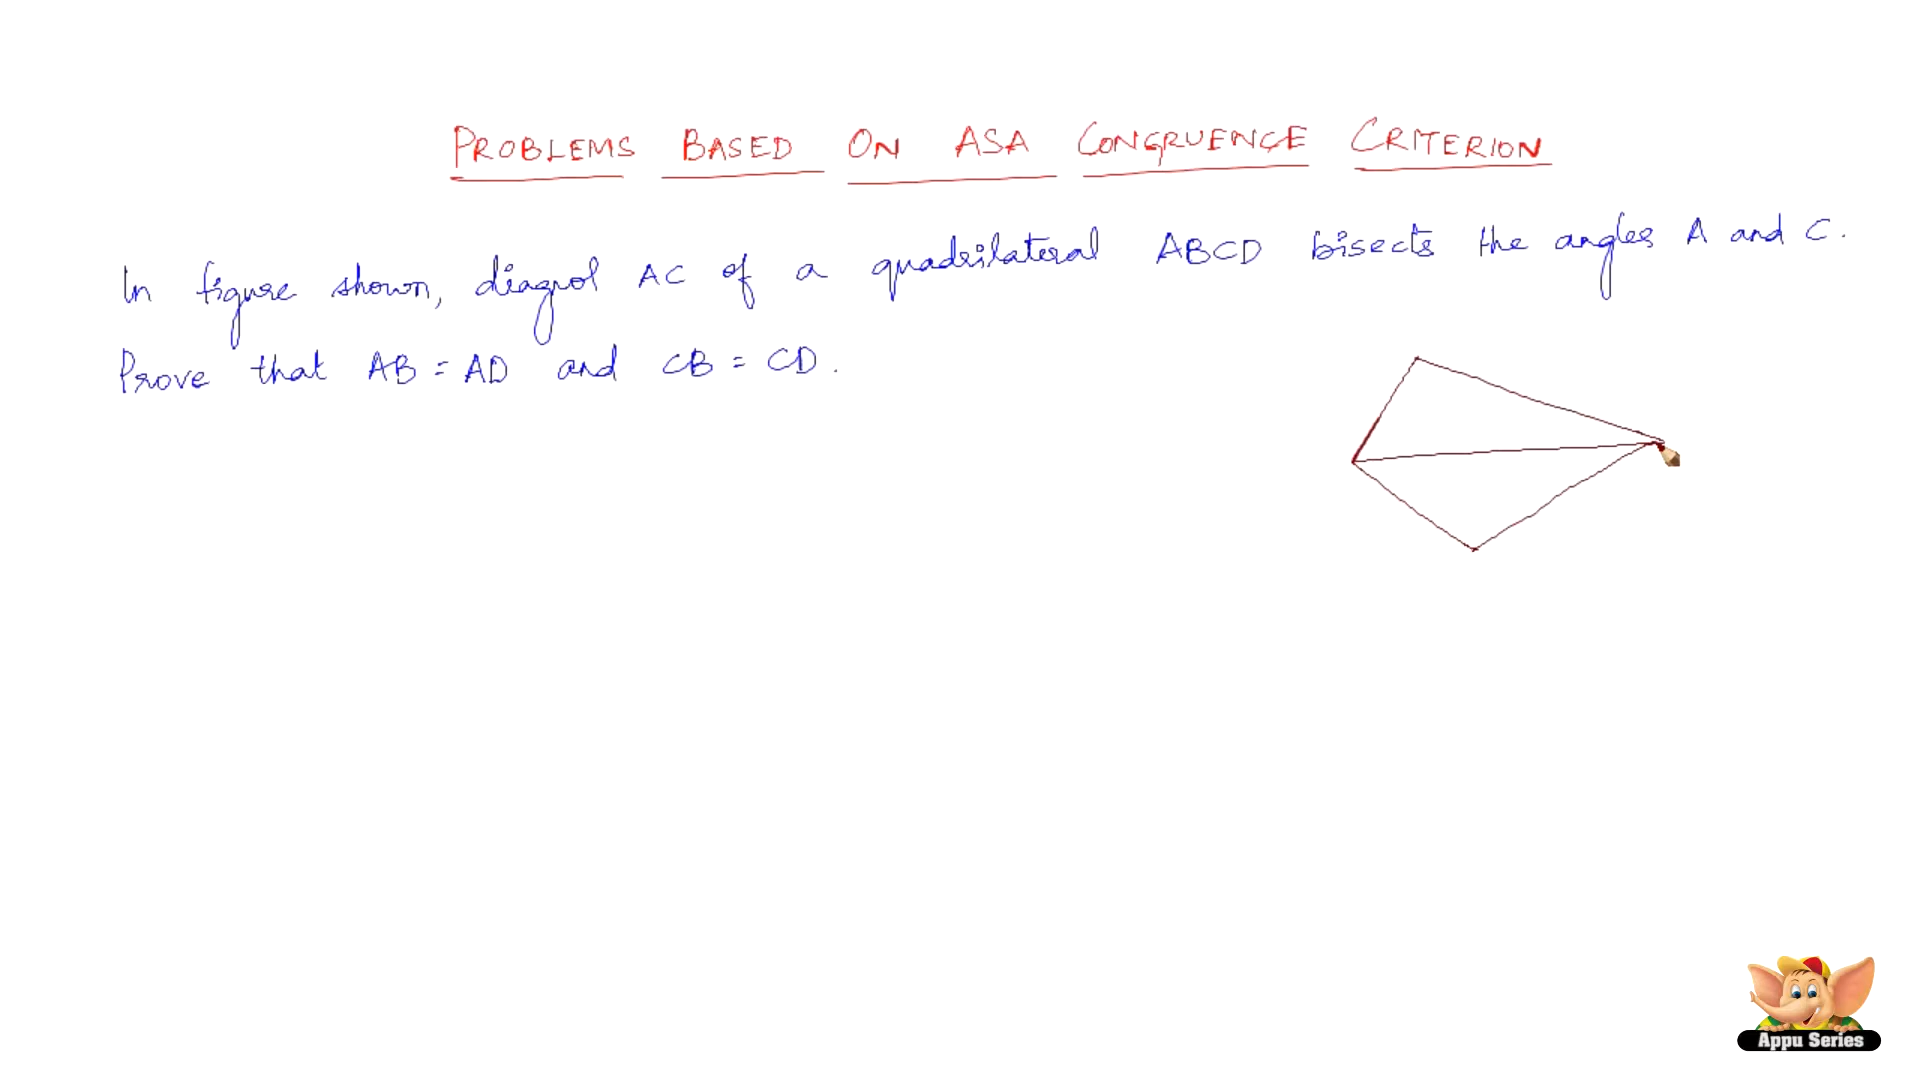 PROBLEMS BASED ON ASA CONGRUENCE CRITERION
In figure shown, diagnol AC of a quadrilateral ABCD bisects the angles A and C.
Prove that AB = AD and CB = CD.
Appu Series